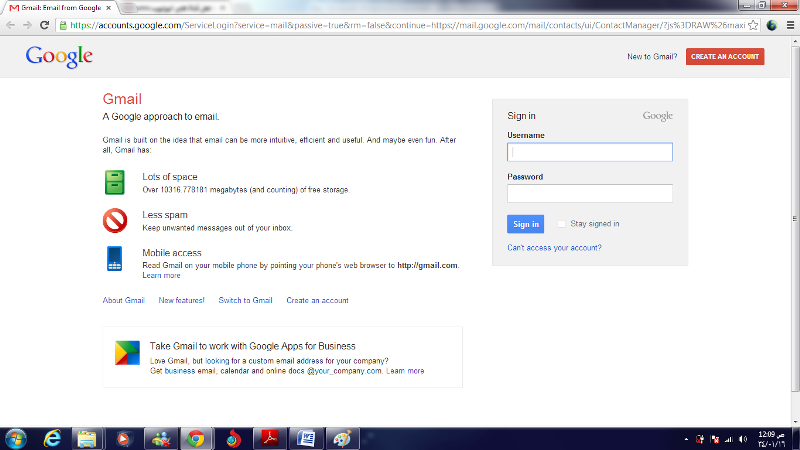 Gmail: Email from Google
https://accounts.google.com/ServiceLogin?service=mail&passive=true&rm=false&continue=https://mail.google.com/mail/contacts/ui/ContactManager/?js%3DRAW%26maxi
Google
New to Gmail?
CREATE AN ACCOUNT
Gmail
A Google approach to email.
Gmail is built on the idea that email can be more intuitive, efficient and useful. And maybe even fun. After
all, Gmail has:
Lots of space
Over 10316.778181 megabytes (and counting) of free storage.
Less spam
Keep unwanted messages out of your inbox.
Mobile access
Read Gmail on your mobile phone by pointing your phone's web browser to http://gmail.com.
Learn more
About Gmail
New features!
Switch to Gmail
Create an account
Take Gmail to work with Google Apps for Business
Love Gmail, but looking for a custom email address for your company?
Get business email, calendar and online docs @your_company.com. Learn more
Sign in
Google
Username
Password
Sign in
Stay signed in
Can't access your account?
12:09 ص
٣٤/٠١/١٦